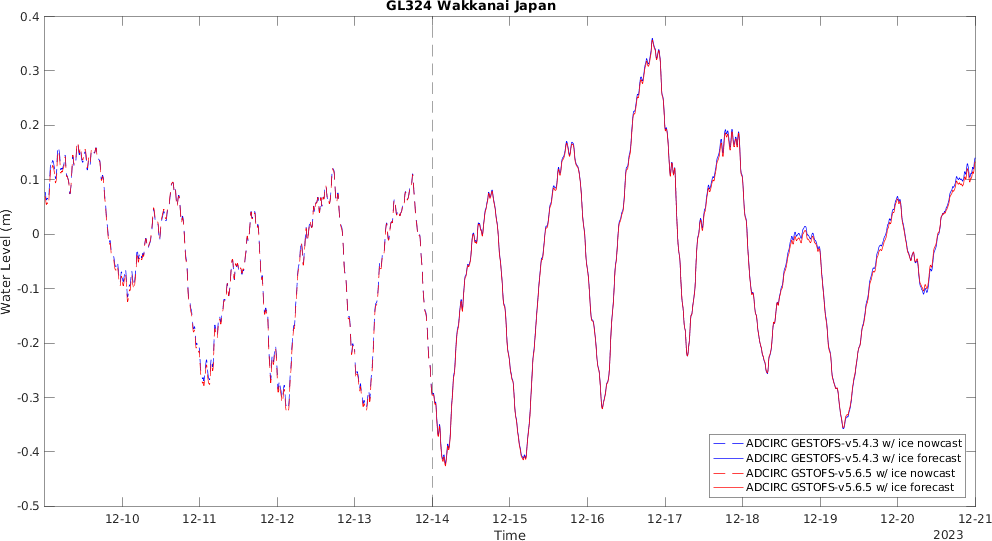 GL324 Wakkanai Japan
0.4
0.3
0.2
0.1
0
-0.1
-0.2
-0.3
-0.4
-0.5
Water Level (m)
ADCIRC GESTOFS-v5.4.3 w/ ice nowcast
ADCIRC GESTOFS-v5.4.3 w/ ice forecast
ADCIRC GSTOFS-v5.6.5 w/ ice nowcast
ADCIRC GSTOFS-v5.6.5 w/ ice forecast
12-10 12-11 12-12 12-13 12-14 12-15 12-16 12-17 12-18 12-19 12-20 12-21
Time
2023